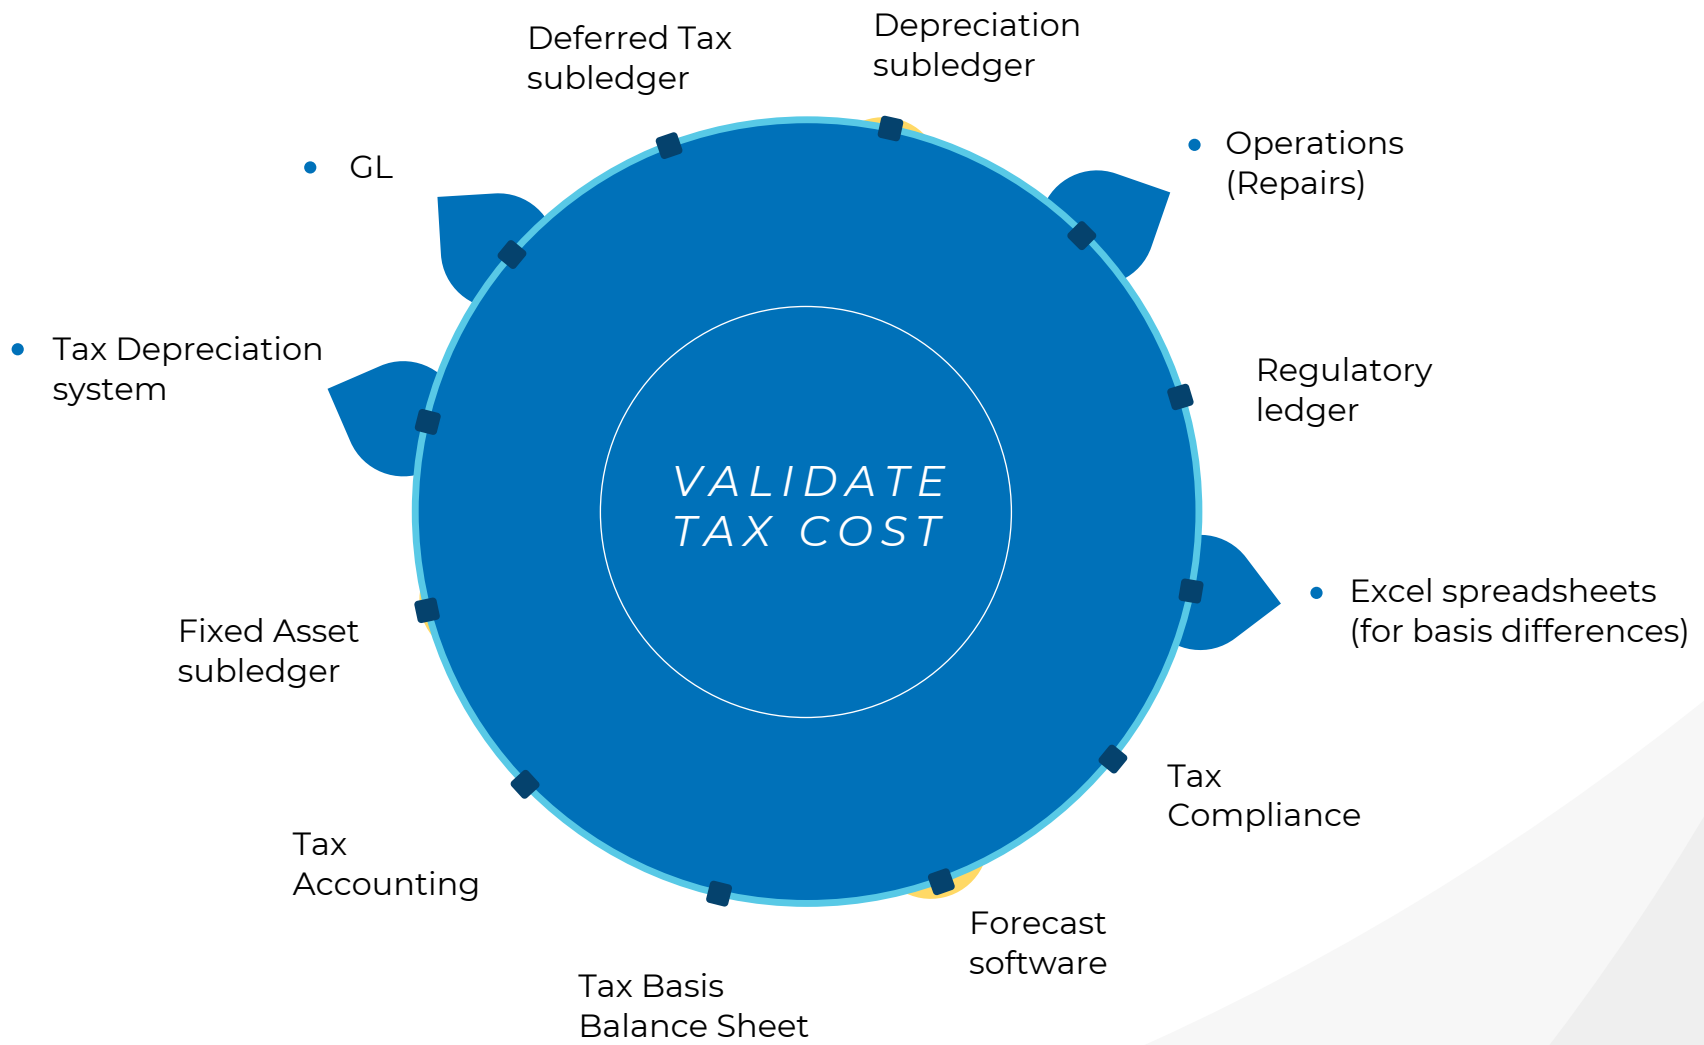 Deferred Tax
subledger
Depreciation
subledger
• GL
• Operations
(Repairs)
• Tax Depreciation
system
Regulatory
ledger
VALIDATE
TAX COST
• Excel spreadsheets
(for basis differences)
Fixed Asset
subledger
Tax
Compliance
Tax
Accounting
Forecast
software
Tax Basis
Balance Sheet